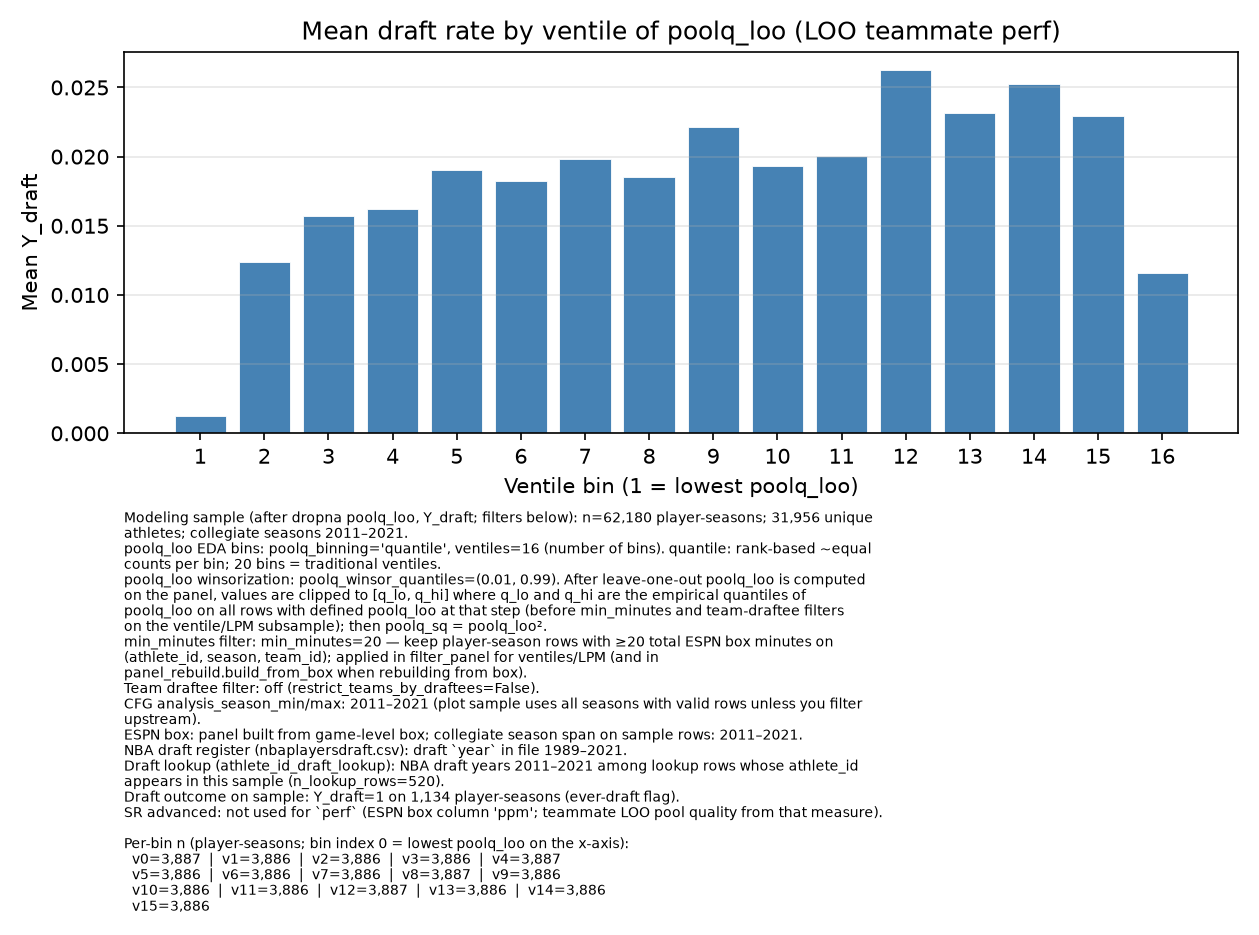 Mean draft rate by ventile of poolq_loo (LOO teammate perf)
0.025
0.020
0.015
0.010
0.005
0.000
Mean Y_draft
1 2 3 4 5 6 7 8 9 10 11 12 13 14 15 16
Ventile bin (1 = lowest poolq_loo)
Modeling sample (after dropna poolq_loo, Y_draft; filters below): n=62,180 player-seasons; 31,956 unique
athletes; collegiate seasons 2011–2021.
poolq_loo EDA bins: poolq_binning='quantile', ventiles=16 (number of bins). quantile: rank-based ~equal
counts per bin; 20 bins = traditional ventiles.
poolq_loo winsorization: poolq_winsor_quantiles=(0.01, 0.99). After leave-one-out poolq_loo is computed
on the panel, values are clipped to [q_lo, q_hi] where q_lo and q_hi are the empirical quantiles of
poolq_loo on all rows with defined poolq_loo at that step (before min_minutes and team-draftee filters
on the ventile/LPM subsample); then poolq_sq = poolq_loo².
min_minutes filter: min_minutes=20 — keep player-season rows with ≥20 total ESPN box minutes on
(athlete_id, season, team_id); applied in filter_panel for ventiles/LPM (and in
panel_rebuild.build_from_box when rebuilding from box).
Team draftee filter: off (restrict_teams_by_draftees=False).
CFG analysis_season_min/max: 2011–2021 (plot sample uses all seasons with valid rows unless you filter
upstream).
ESPN box: panel built from game-level box; collegiate season span on sample rows: 2011–2021.
NBA draft register (nbaplayersdraft.csv): draft `year` in file 1989–2021.
Draft lookup (athlete_id_draft_lookup): NBA draft years 2011–2021 among lookup rows whose athlete_id
appears in this sample (n_lookup_rows=520).
Draft outcome on sample: Y_draft=1 on 1,134 player-seasons (ever-draft flag).
SR advanced: not used for `perf` (ESPN box column 'ppm'; teammate LOO pool quality from that measure).
Per-bin n (player-seasons; bin index 0 = lowest poolq_loo on the x-axis):
v0=3,887 | v1=3,886 | v2=3,886 | v3=3,886 | v4=3,887
v5=3,886 | v6=3,886 | v7=3,886 | v8=3,887 | v9=3,886
v10=3,886 | v11=3,886 | v12=3,887 | v13=3,886 | v14=3,886
v15=3,886